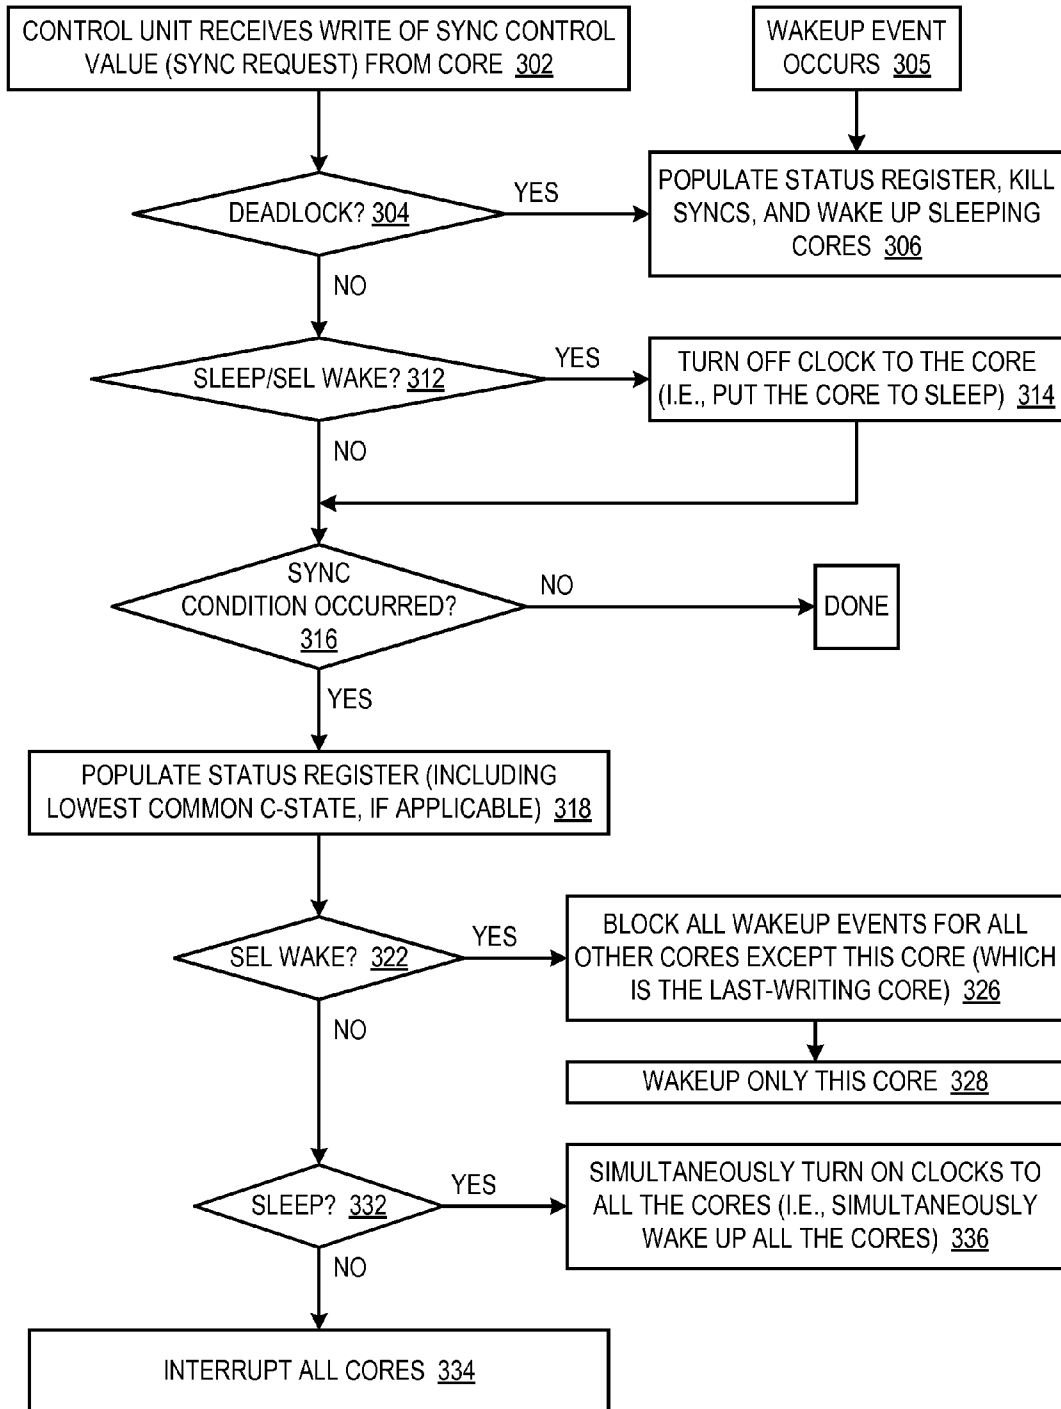 CONTROL UNIT RECEIVES WRITE OF SYNC CONTROL
VALUE (SYNC REQUEST) FROM CORE 302
WAKEUP EVENT
OCCURS 305
DEADLOCK? 304
YES
POPULATE STATUS REGISTER, KILL
SYNCS, AND WAKE UP SLEEPING
CORES 306
NO
SLEEP/SEL WAKE? 312
YES
TURN OFF CLOCK TO THE CORE
(I.E., PUT THE CORE TO SLEEP) 314
NO
SYNC
CONDITION OCCURRED?
316
NO
DONE
YES
POPULATE STATUS REGISTER (INCLUDING
LOWEST COMMON C-STATE, IF APPLICABLE) 318
SEL WAKE? 322
YES
BLOCK ALL WAKEUP EVENTS FOR ALL
OTHER CORES EXCEPT THIS CORE (WHICH
IS THE LAST-WRITING CORE) 326
NO
WAKEUP ONLY THIS CORE 328
SLEEP? 332
YES
SIMULTANEOUSLY TURN ON CLOCKS TO
ALL THE CORES (I.E., SIMULTANEOUSLY
WAKE UP ALL THE CORES) 336
NO
INTERRUPT ALL CORES 334